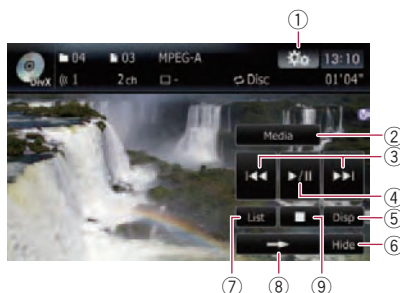 ①
04 03 MPEG-A 13:10
DivX 1 2 ch - Disc 01'04"
Media ②
③
④
List Disp ⑤
Hide ⑥
⑦ ⑧ ⑨